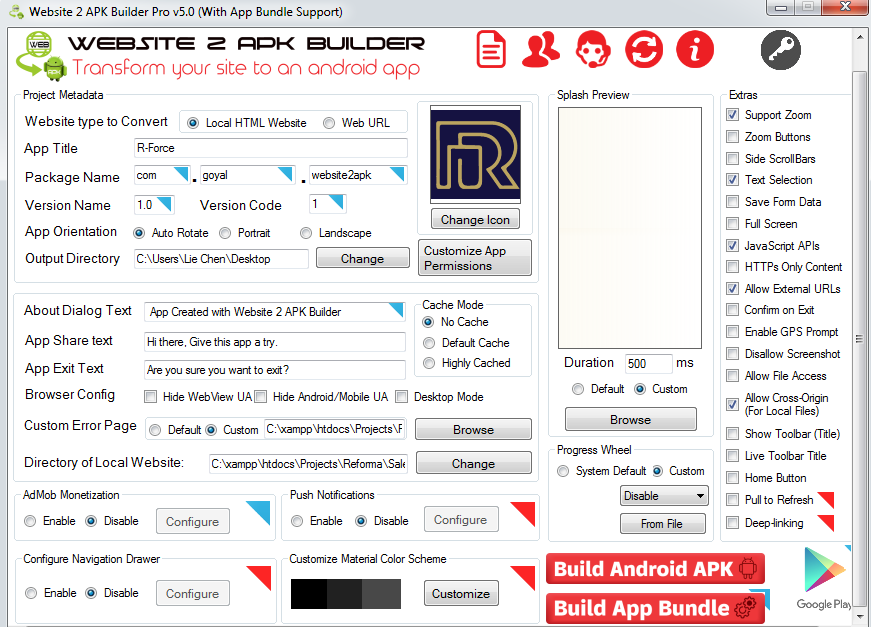 Website 2 APK Builder Pro v5.0 (With App Bundle Support)
WEB
WEBSITE 2 APK BUILDER
Transform your site to an android app
Project Metadata
Website type to Convert
Local HTML Website
Web URL
App Title
R-Force
Package Name
com
.
goyal
.
website2apk
Version Name
1.0
Version Code
1
App Orientation
Auto Rotate
Portrait
Landscape
Output Directory
C:\Users\Lie Chen\Desktop
Change
Change Icon
Customize App
Permissions
About Dialog Text
App Created with Website 2 APK Builder
App Share text
Hi there, Give this app a try.
App Exit Text
Are you sure you want to exit?
Cache Mode
No Cache
Default Cache
Highly Cached
Browser Config
Hide WebView UA
Hide Android/Mobile UA
Desktop Mode
Custom Error Page
Default
Custom
C:\xampp\htdocs\Projects\F
Browse
Directory of Local Website:
C:\xampp\htdocs\Projects\Reforma\Sale
Change
AdMob Monetization
Enable
Disable
Configure
Push Notifications
Enable
Disable
Configure
Configure Navigation Drawer
Enable
Disable
Configure
Customize Material Color Scheme
Customize
Splash Preview
Duration
500
ms
Default
Custom
Browse
Progress Wheel
System Default
Custom
Disable
From File
Build Android APK
Build App Bundle
Extras
Support Zoom
Zoom Buttons
Side ScrollBars
Text Selection
Save Form Data
Full Screen
JavaScript APIs
HTTPs Only Content
Allow External URLs
Confirm on Exit
Enable GPS Prompt
Disallow Screenshot
Allow File Access
Allow Cross-Origin
(For Local Files)
Show Toolbar (Title)
Live Toolbar Title
Home Button
Pull to Refresh
Deep-linking
Google Play